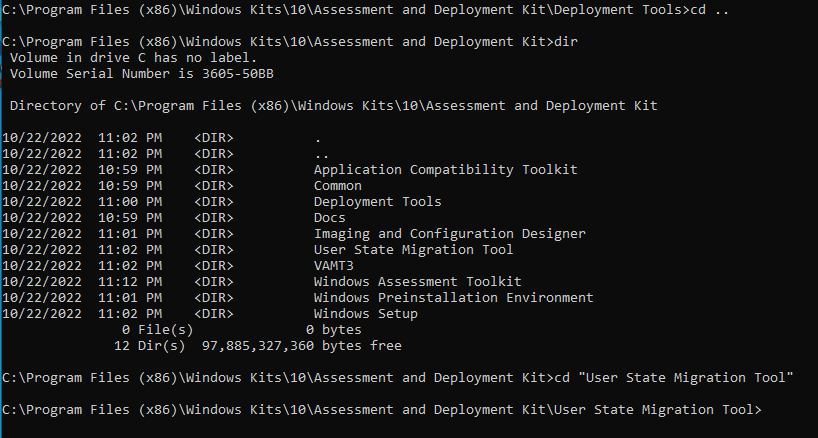 C:\Program Files (x86)\Windows Kits\10\Assessment and Deployment Kit\Deployment Tools>cd ..
C:\Program Files (x86)\Windows Kits\10\Assessment and Deployment Kit>dir
 Volume in drive C has no label.
 Volume Serial Number is 3605-50BB
 Directory of C:\Program Files (x86)\Windows Kits\10\Assessment and Deployment Kit
10/22/2022  11:02 PM    <DIR>          .
10/22/2022  11:02 PM    <DIR>          ..
10/22/2022  10:59 PM    <DIR>          Application Compatibility Toolkit
10/22/2022  10:59 PM    <DIR>          Common
10/22/2022  11:00 PM    <DIR>          Deployment Tools
10/22/2022  10:59 PM    <DIR>          Docs
10/22/2022  11:01 PM    <DIR>          Imaging and Configuration Designer
10/22/2022  11:02 PM    <DIR>          User State Migration Tool
10/22/2022  11:02 PM    <DIR>          VAMT3
10/22/2022  11:12 PM    <DIR>          Windows Assessment Toolkit
10/22/2022  11:01 PM    <DIR>          Windows Preinstallation Environment
10/22/2022  11:02 PM    <DIR>          Windows Setup
               0 File(s)              0 bytes
              12 Dir(s)  97,885,327,360 bytes free
C:\Program Files (x86)\Windows Kits\10\Assessment and Deployment Kit>cd "User State Migration Tool"
C:\Program Files (x86)\Windows Kits\10\Assessment and Deployment Kit\User State Migration Tool>